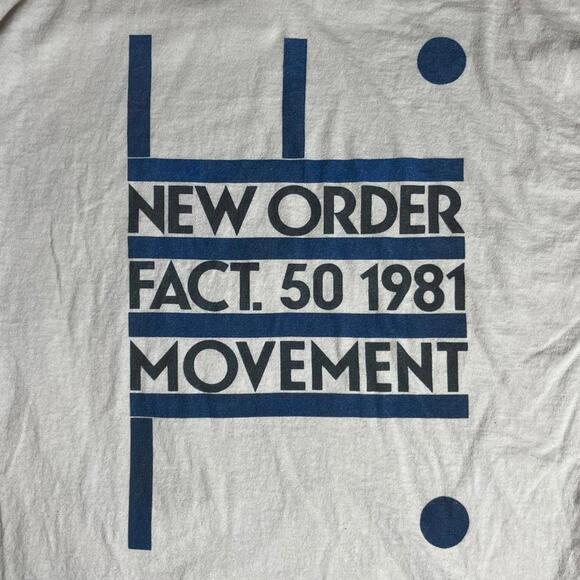 NEW ORDER
FACT. 50 1981
MOVEMENT